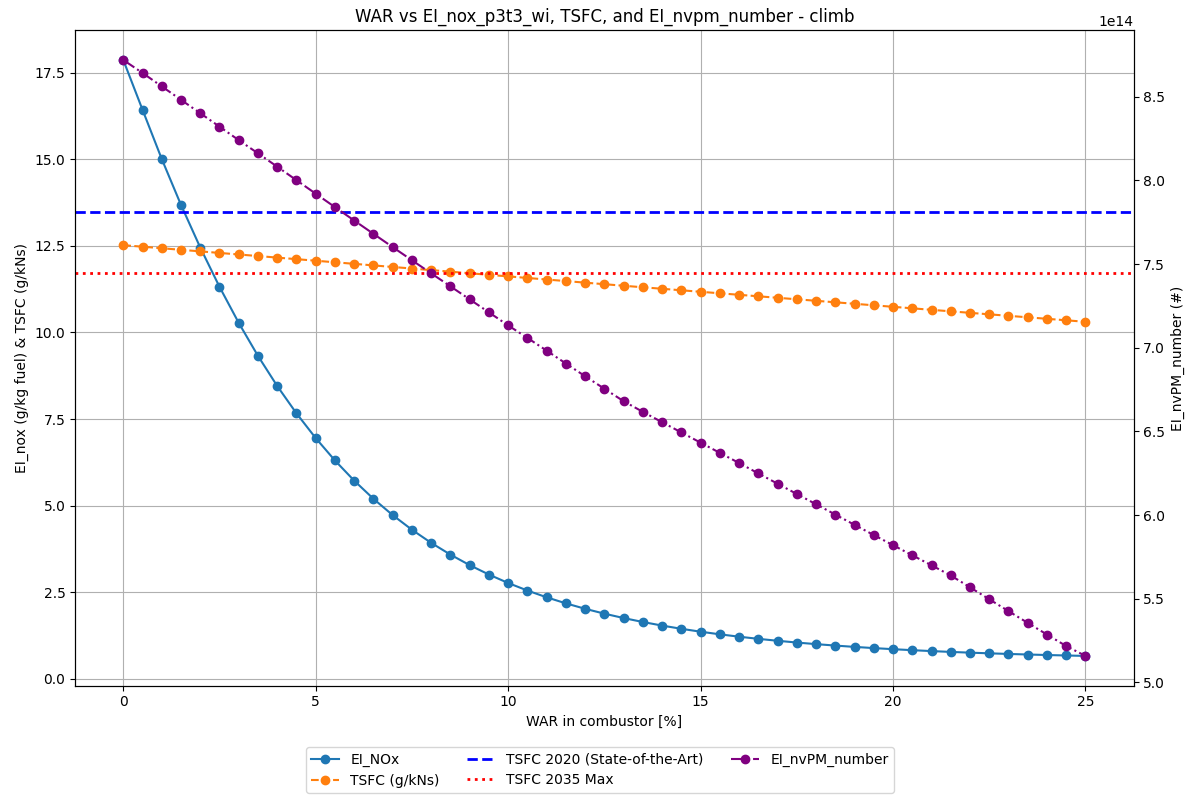 WAR vs EI_nox_p3t3_wi, TSFC, and EI_nvpm_number - climb
1e14
17.5
15.0
12.5
10.0
7.5
5.0
2.5
0.0
EI_nox (g/kg fuel) & TSFC (g/kNs)
8.5
8.0
7.5
7.0
6.5
6.0
5.5
5.0
EI_nvPM_number (#)
0 5 10 15 20 25
WAR in combustor [%]
EI_NOx
TSFC (g/kNs)
TSFC 2020 (State-of-the-Art)
TSFC 2035 Max
EI_nvPM_number